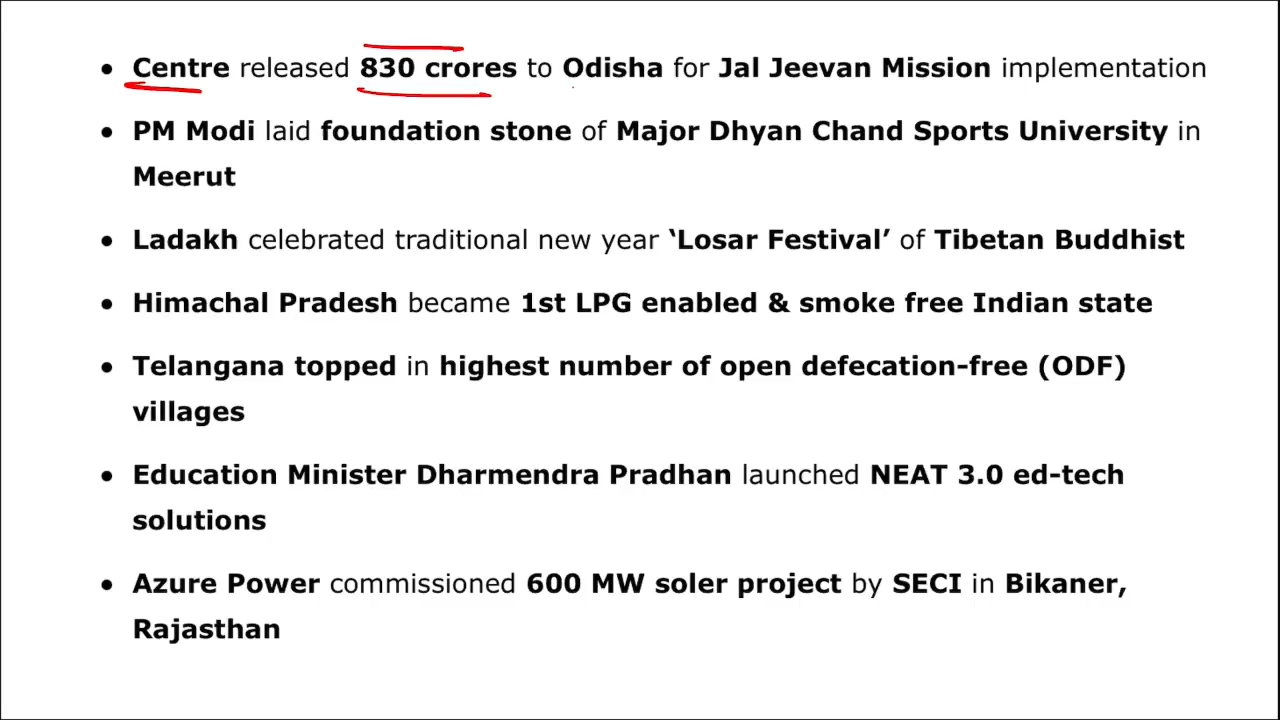 • Centre released 830 crores to Odisha for Jal Jeevan Mission implementation
• PM Modi laid foundation stone of Major Dhyan Chand Sports University in
Meerut
• Ladakh celebrated traditional new year ‘Losar Festival’ of Tibetan Buddhist
• Himachal Pradesh became 1st LPG enabled & smoke free Indian state
• Telangana topped in highest number of open defecation-free (ODF)
villages
• Education Minister Dharmendra Pradhan launched NEAT 3.0 ed-tech
solutions
• Azure Power commissioned 600 MW soler project by SECI in Bikaner,
Rajasthan